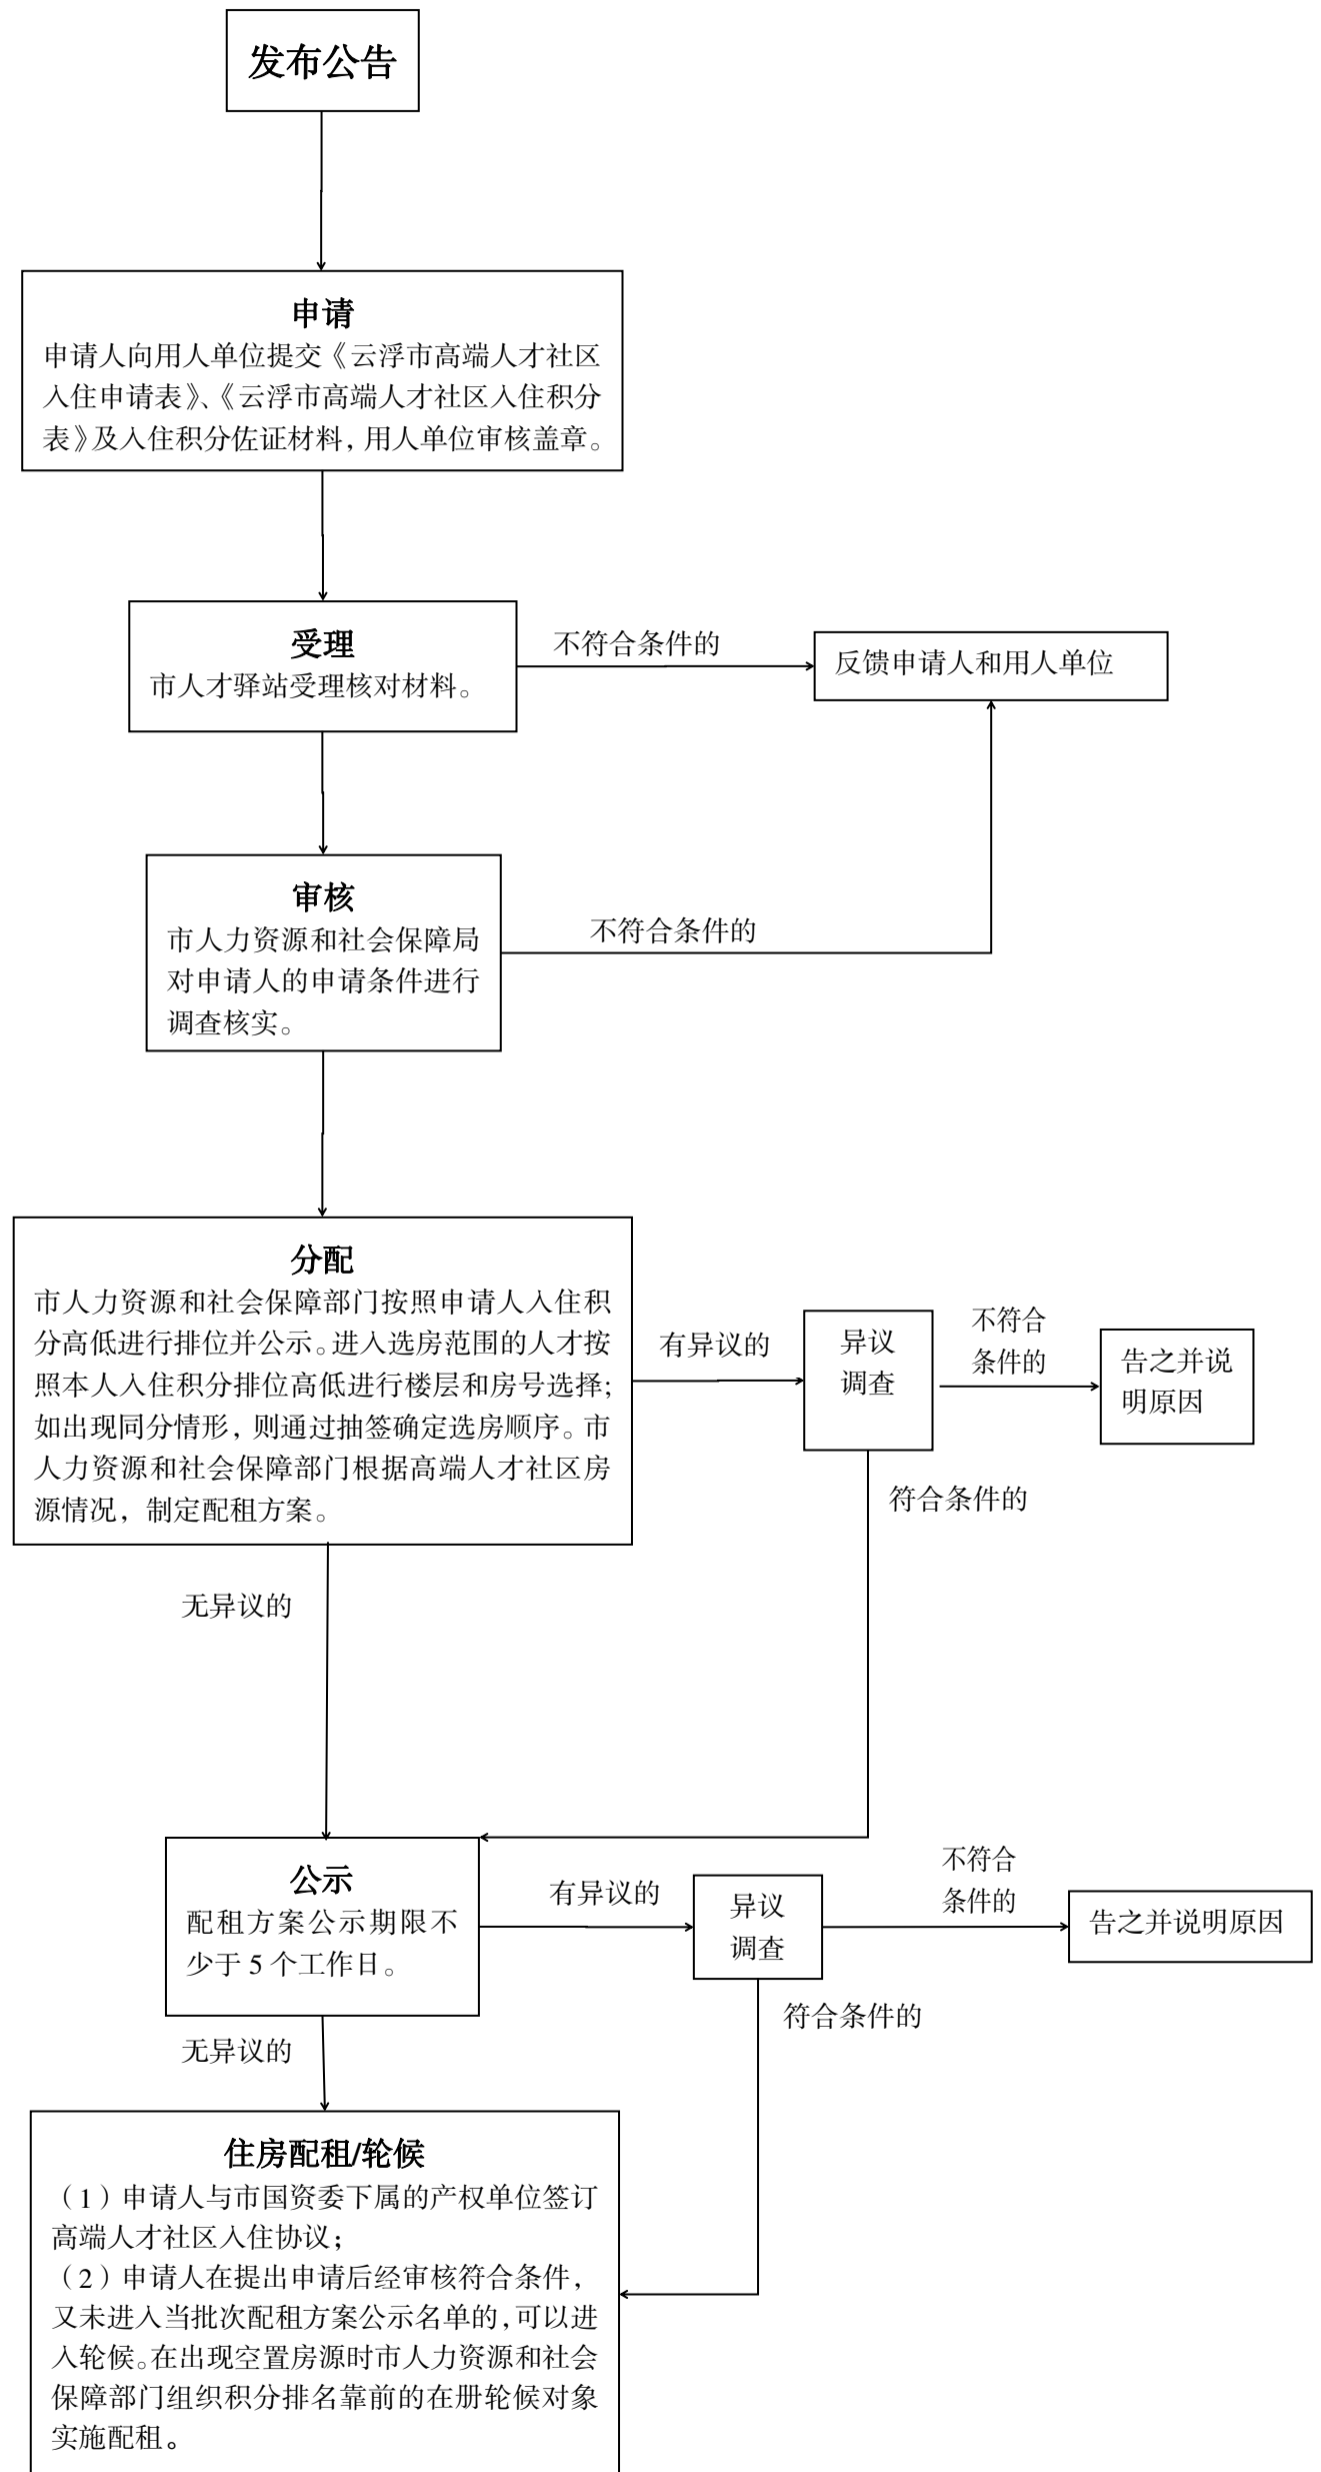 发布公告
申请
申请人向用人单位提交《云浮市高端人才社区
入住申请表》、《云浮市高端人才社区入住积分
表》及入住积分佐证材料，用人单位审核盖章。
受理
市人才驿站受理核对材料。
不符合条件的
反馈申请人和用人单位
审核
市人力资源和社会保障局
对申请人的申请条件进行
调查核实。
不符合条件的
分配
市人力资源和社会保障部门按照申请人入住积
分高低进行排位并公示。进入选房范围的人才按
照本人入住积分排位高低进行楼层和房号选择；
如出现同分情形，则通过抽签确定选房顺序。市
人力资源和社会保障部门根据高端人才社区房
源情况，制定配租方案。
有异议的
异议
调查
不符合
条件的
告之并说
明原因
符合条件的
无异议的
公示
配租方案公示期限不
少于 5 个工作日。
有异议的
异议
调查
不符合
条件的
告之并说明原因
符合条件的
无异议的
住房配租/轮候
（1）申请人与市国资委下属的产权单位签订
高端人才社区入住协议；
（2）申请人在提出申请后经审核符合条件，
又未进入当批次配租方案公示名单的，可以进
入轮候。在出现空置房源时市人力资源和社会
保障部门组织积分排名靠前的在册轮候对象
实施配租。